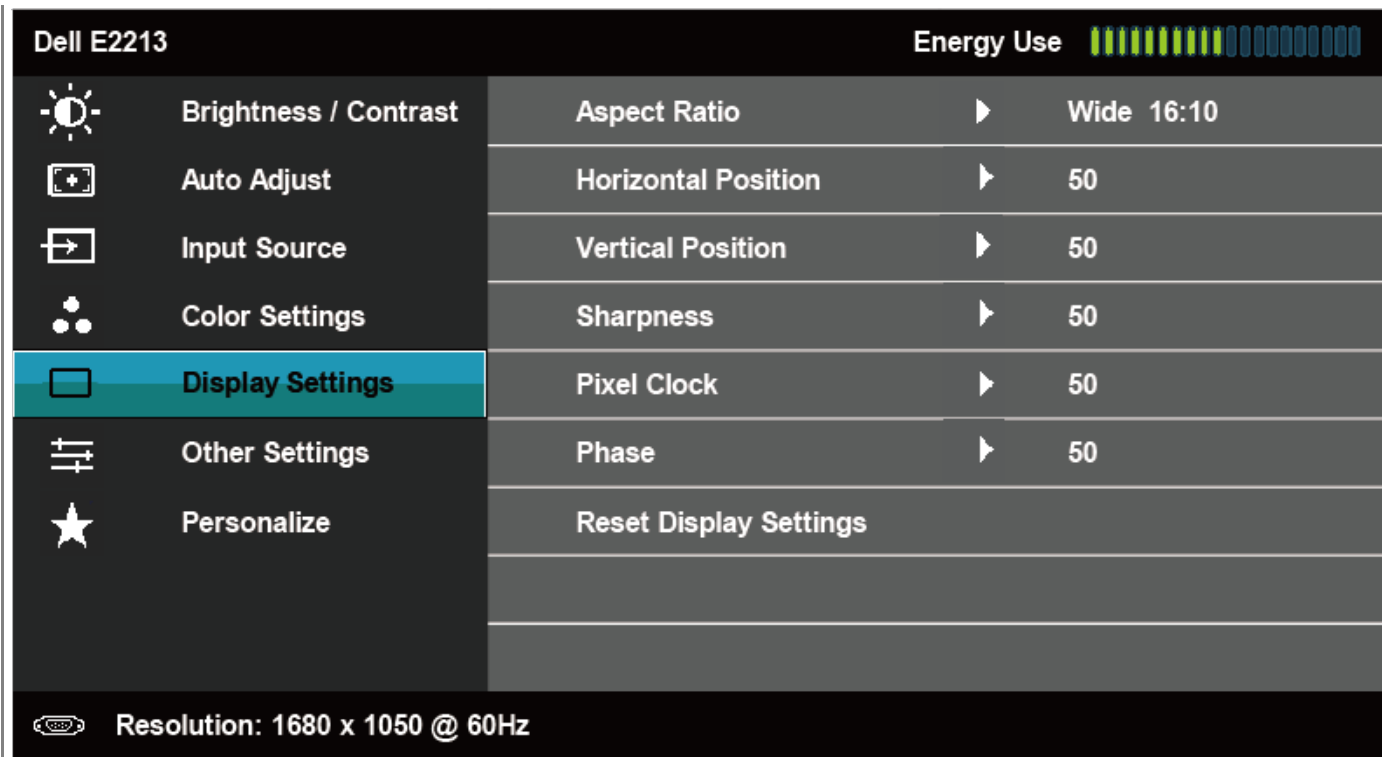 Dell E2213 Energy Use
Brightness / Contrast Aspect Ratio Wide 16:10
Auto Adjust Horizontal Position 50
Input Source Vertical Position 50
Color Settings Sharpness 50
Display Settings Pixel Clock 50
Other Settings Phase 50
Personalize Reset Display Settings
Resolution: 1680 x 1050 @ 60Hz